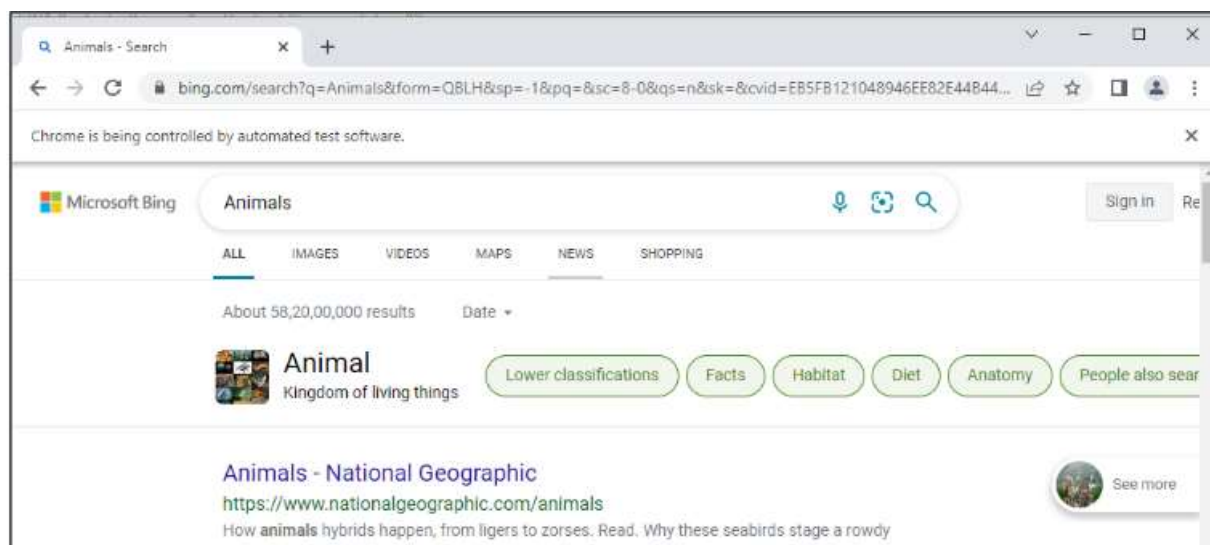 Animals - Search
bing.com/search?q=Animals&form=QBLH&sp=-1&pq=&sc=8-0&qs=n&sk=&cvid=EB5FB121048946EE82E44B44...
Chrome is being controlled by automated test software.
Microsoft Bing Animals Sign in Re
ALL IMAGES VIDEOS MAPS NEWS SHOPPING
About 58,20,00,000 results Date
Animal
Kingdom of living things
Lower classifications Facts Habitat Diet Anatomy People also sear
Animals - National Geographic
https://www.nationalgeographic.com/animals
How animals hybrids happen, from ligers to zorses. Read. Why these seabirds stage a rowdy
See more